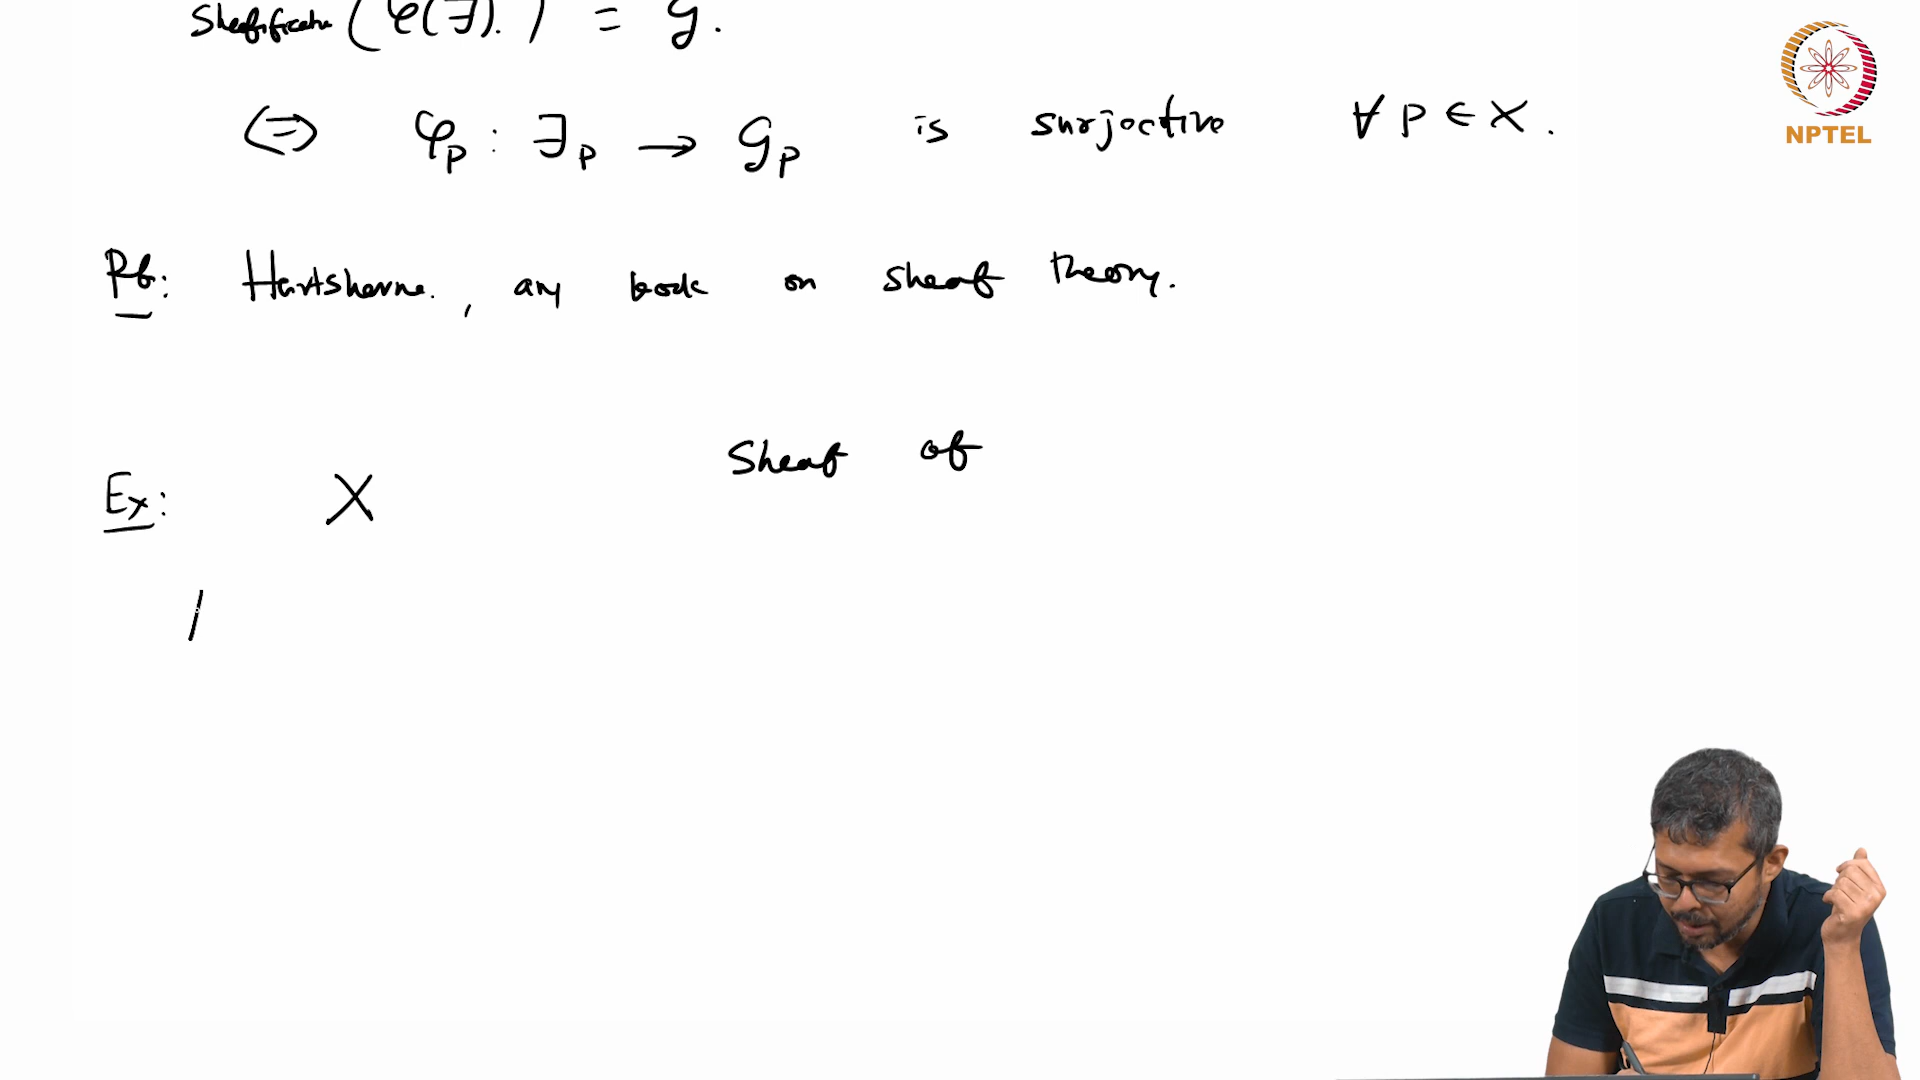 Sheafification (φ(ℱ).) = 𝒢.
⇔ φ_p : ℱ_p → 𝒢_p is surjective ∀ p ∈ X.
Pf: Hartshorne., any book on sheaf theory.
Sheaf of
Ex: X
NPTEL